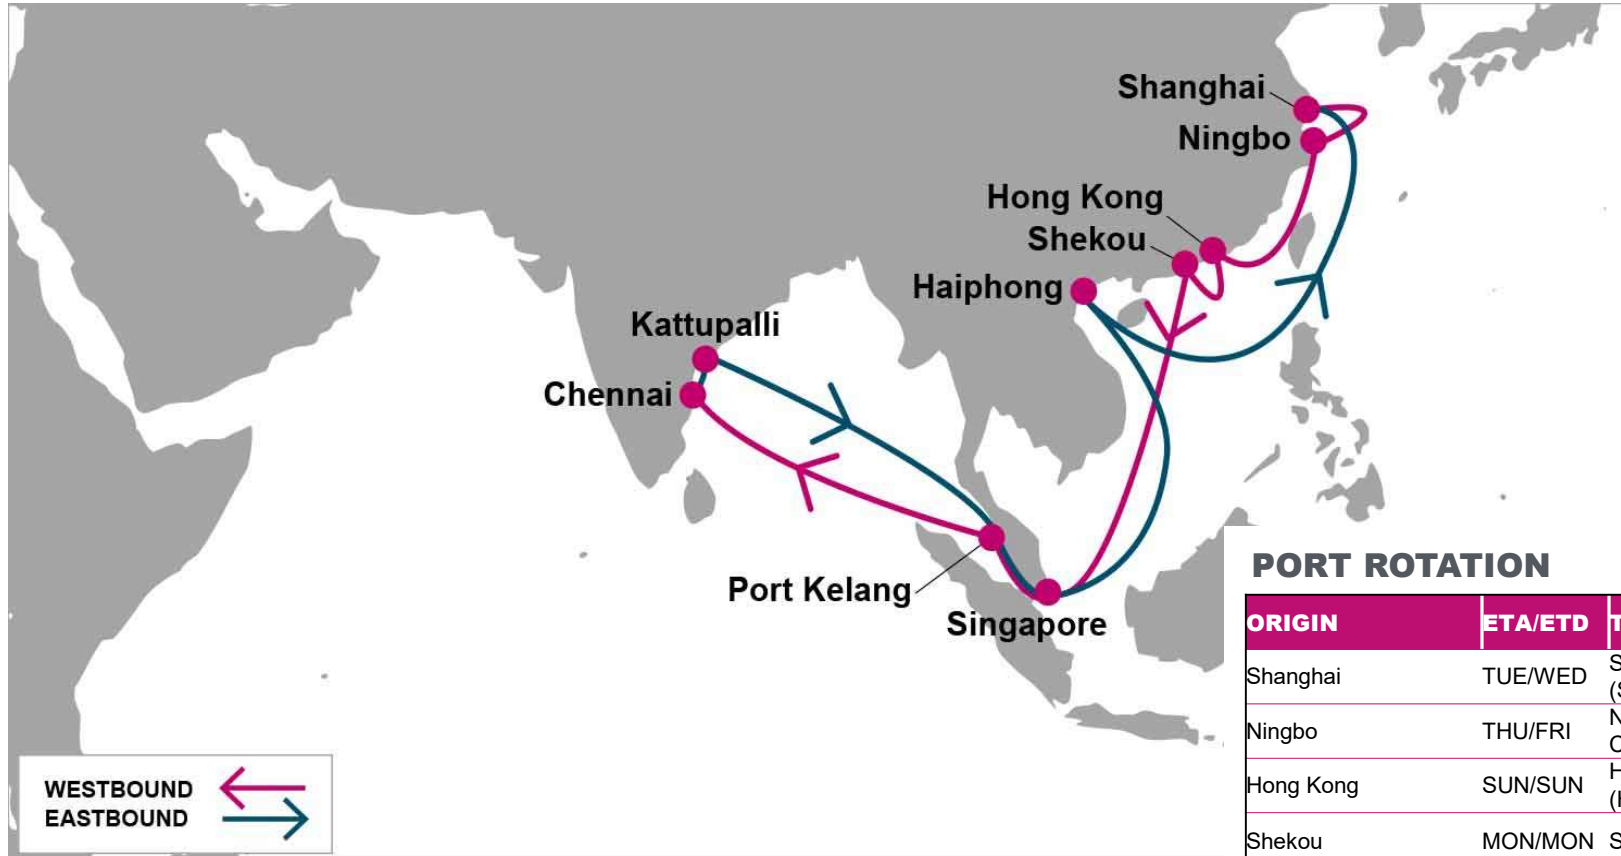 Shanghai
Ningbo
Hong Kong
Shekou
Haiphong
Kattupalli
Chennai
Port Kelang
Singapore
WESTBOUND
EASTBOUND
PORT ROTATION
ORIGIN ETA/ETD
Shanghai TUE/WED
Ningbo THU/FRI
Hong Kong SUN/SUN
Shekou MON/MON